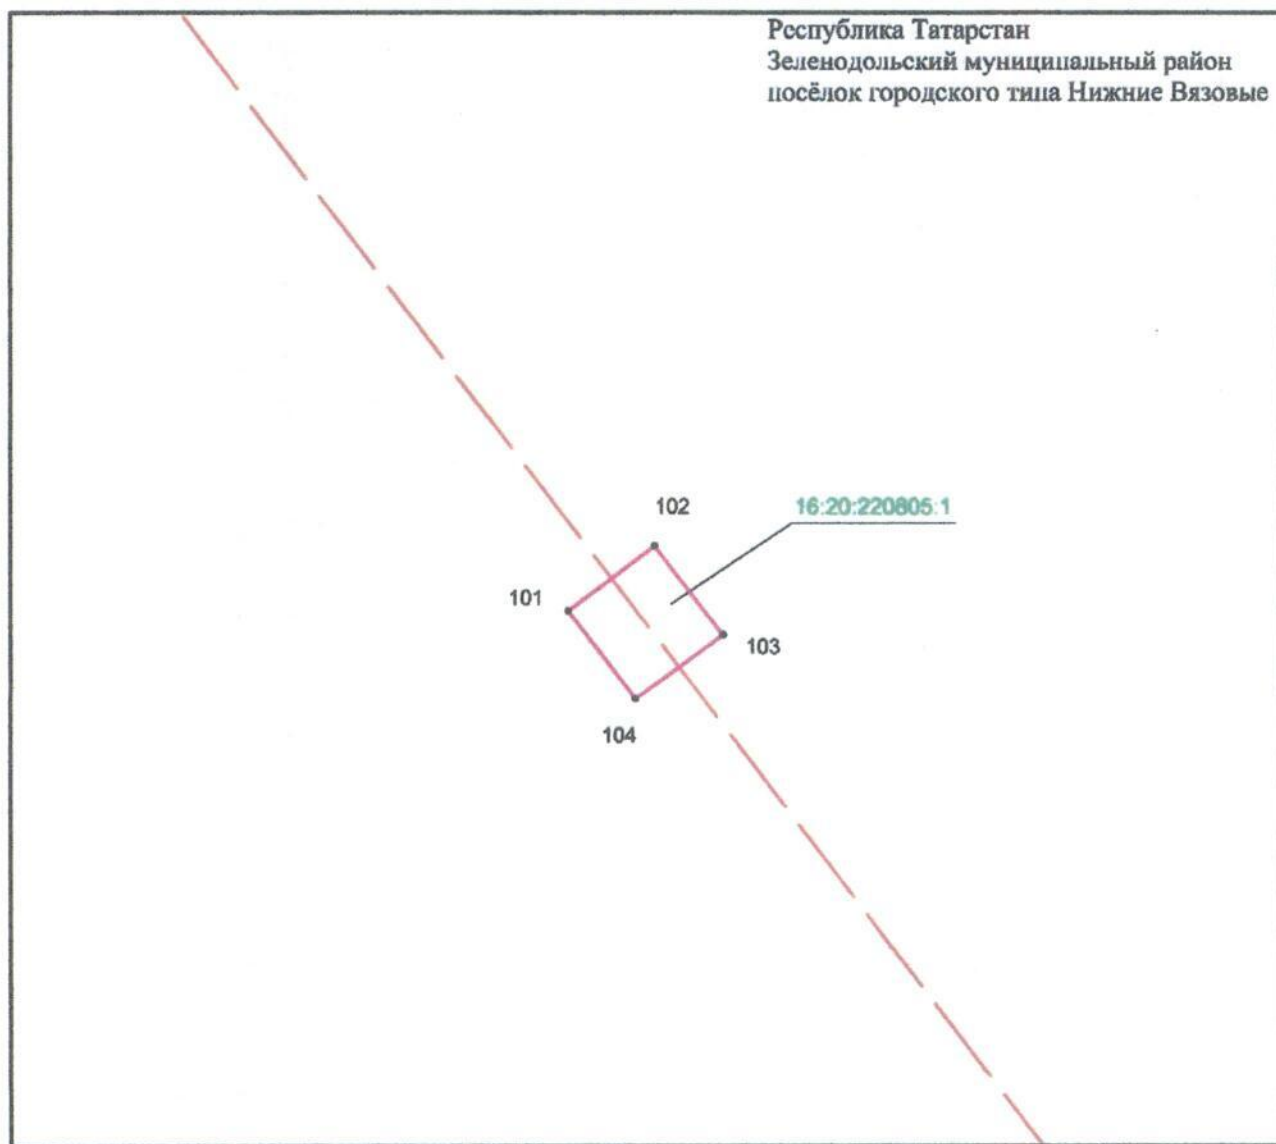 Республика Татарстан
Зеленодольский муниципальный район
посёлок городского типа Нижние Вязовые
102
16:20:220805:1
101
103
104